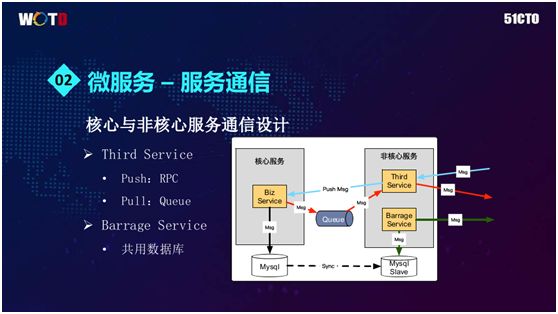 WOTD
51CTO
02
微服务 – 服务通信
核心与非核心服务通信设计
➢ Third Service
• Push: RPC
• Pull: Queue
➢ Barrage Service
• 共用数据库
核心服务
非核心服务
Msg
Third
Service
Push Msg
Msg
Biz
Service
Msg
Queue
Msg
Barrage
Service
Msg
Msg
Msg
Mysql
Sync
Mysql
Slave